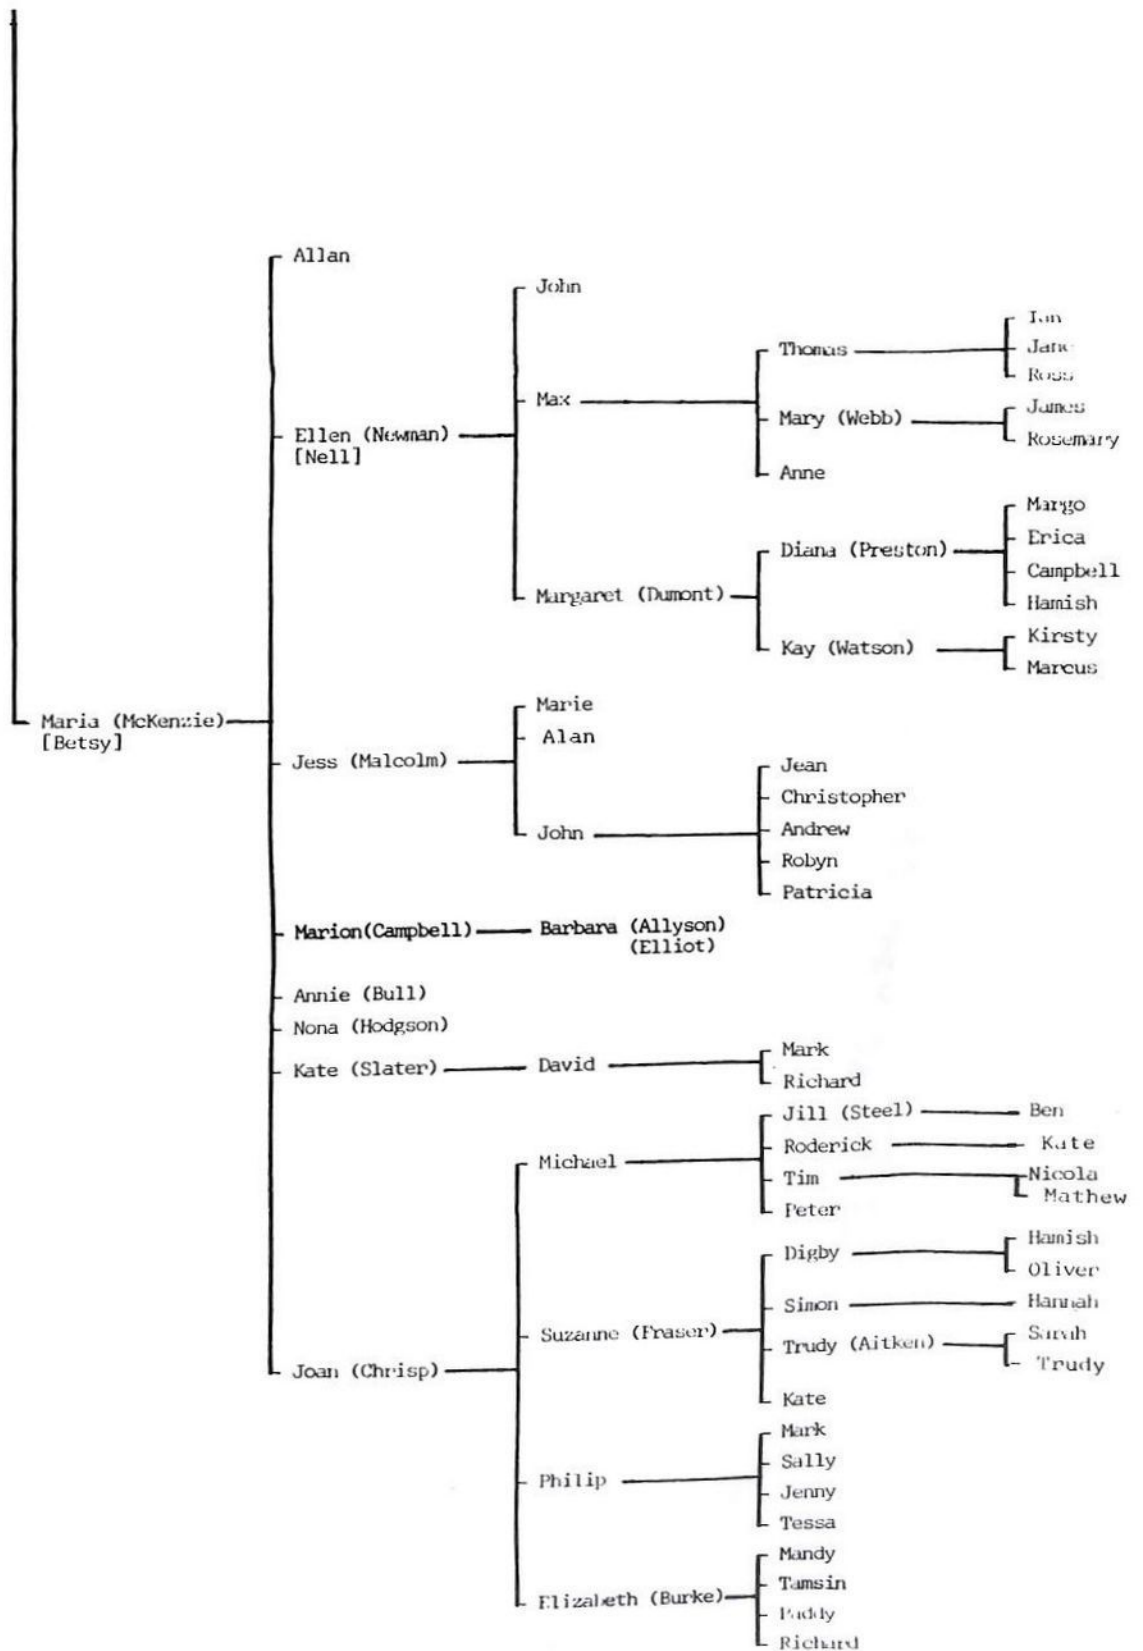 Allan
John
Ian
Thomas
Jane
Ross
Max
James
Mary (Webb)
Rosemary
Ellen (Newman)
[Nell]
Anne
Margo
Erica
Diana (Preston)
Campbell
Margaret (Dumont)
Hamish
Kirsty
Kay (Watson)
Marcus
Marie
Maria (McKenzie)
[Betsy]
Alan
Jess (Malcolm)
Jean
Christopher
John
Andrew
Robyn
Patricia
Marion(Campbell)
Barbara (Allyson)
(Elliot)
Annie (Bull)
Nona (Hodgson)
Mark
Kate (Slater)
David
Richard
Jill (Steel)
Ben
Roderick
Kate
Michael
Tim
Nicola
Mathew
Peter
Hamish
Digby
Oliver
Simon
Hannah
Suzanne (Fraser)
Sarah
Trudy (Aitken)
Trudy
Joan (Chrisp)
Kate
Mark
Sally
Philip
Jenny
Tessa
Mandy
Tamsin
Elizabeth (Burke)
Paddy
Richard